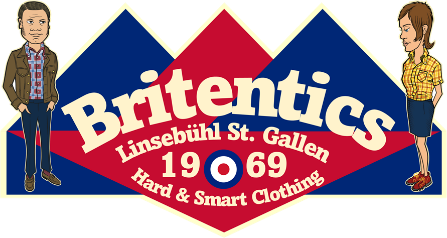 Britentics
Linsebühl St. Gallen
19 69
Hard & Smart Clothing